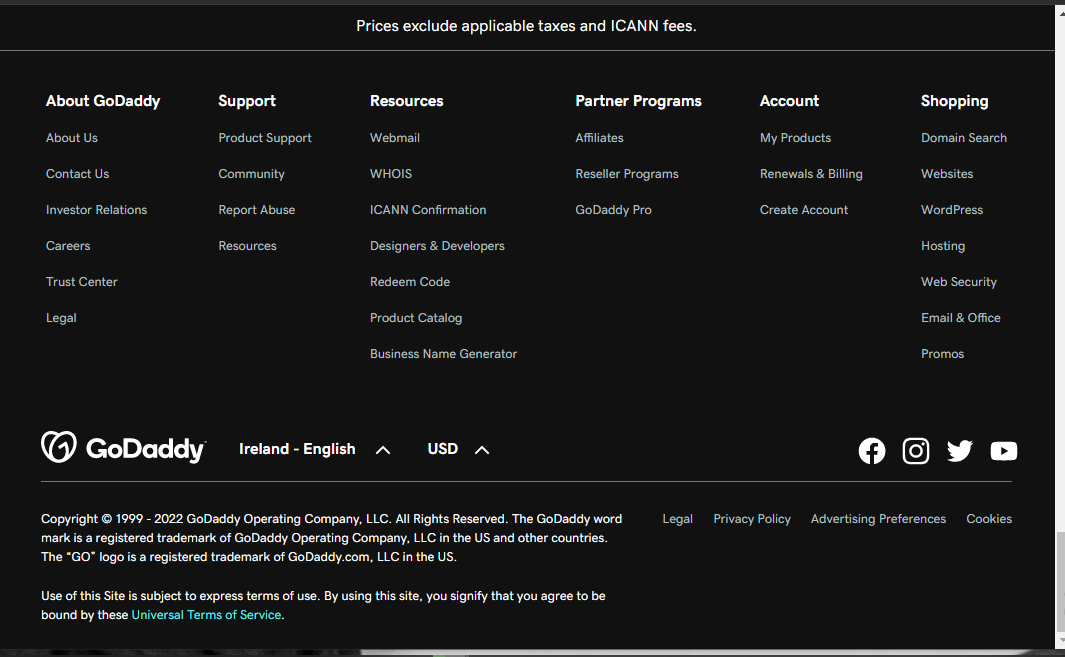 Prices exclude applicable taxes and ICANN fees.
About GoDaddy
About Us
Contact Us
Investor Relations
Careers
Trust Center
Legal
Support
Product Support
Community
Report Abuse
Resources
Resources
Webmail
WHOIS
ICANN Confirmation
Designers & Developers
Redeem Code
Product Catalog
Business Name Generator
Partner Programs
Affiliates
Reseller Programs
GoDaddy Pro
Account
My Products
Renewals & Billing
Create Account
Shopping
Domain Search
Websites
WordPress
Hosting
Web Security
Email & Office
Promos
GoDaddy Ireland - English USD
Copyright © 1999 - 2022 GoDaddy Operating Company, LLC. All Rights Reserved. The GoDaddy word
mark is a registered trademark of GoDaddy Operating Company, LLC in the US and other countries.
The “GO” logo is a registered trademark of GoDaddy.com, LLC in the US.
Use of this Site is subject to express terms of use. By using this site, you signify that you agree to be
bound by these Universal Terms of Service.
Legal Privacy Policy Advertising Preferences Cookies